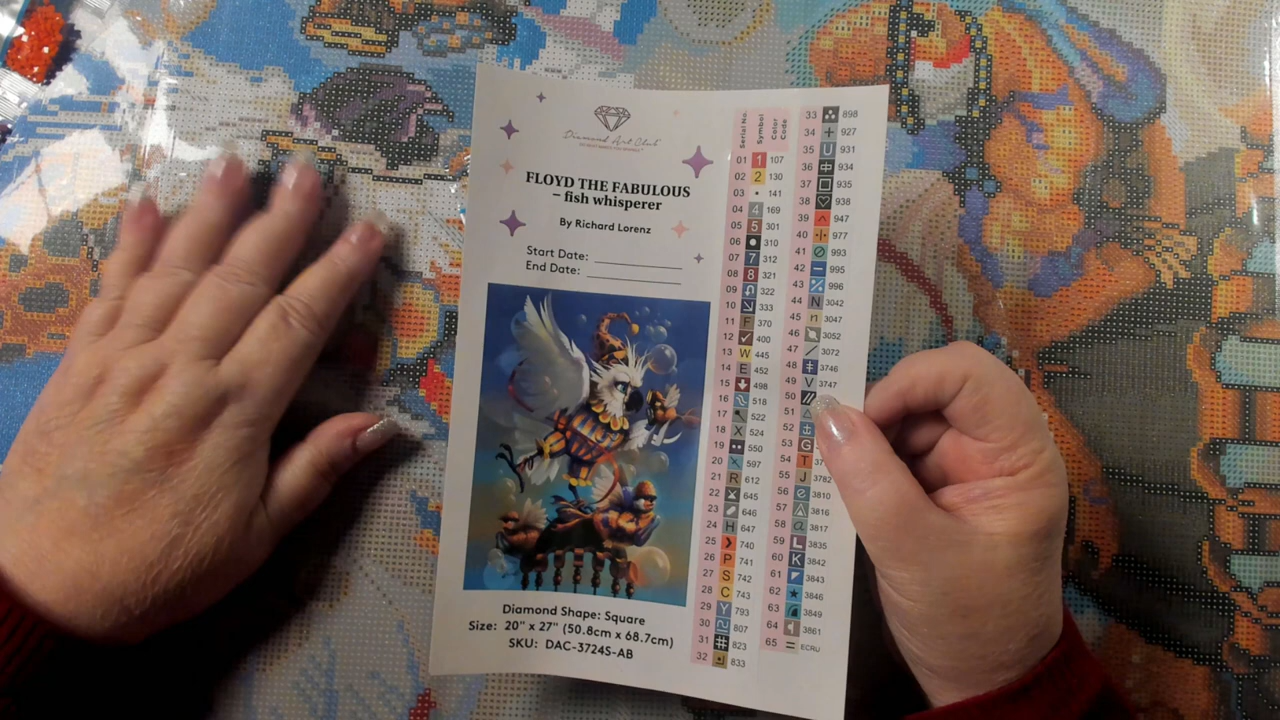 Diamond Art Club
FLOYD THE FABULOUS
– fish whisperer
By Richard Lorenz
Start Date: ____________
End Date: ____________
Diamond Shape: Square
Size: 20" x 27" (50.8cm x 68.7cm)
SKU: DAC-3724S-AB
Serial No. Symbol Color Code
01 1 107
02 2 130
03 • 141
04 4 169
05 5 301
06 ● 310
07 7 312
08 8 321
09 322
10 333
11 F 370
12 ✓ 400
13 W 445
14 E 452
15 498
16 518
17 522
18 X 524
19 •• 550
20 597
21 R 612
22 645
23 646
24 H 647
25 740
26 P 741
27 S 742
28 C 743
29 Y 793
30 807
31 # 823
32 833
33 898
34 + 927
35 U 931
36 934
37 □ 935
38 ♡ 938
39 947
40 977
41 993
42 – 995
43 996
44 N 3042
45 n 3047
46 3052
47 / 3072
48 3746
49 V 3747
50 //
51 △
52
53 G
54 T
55 J 3782
56 e 3810
57 3816
58 a 3817
59 L 3835
60 K 3842
61 3843
62 ★ 3846
63 3849
64 3861
65 = ECRU